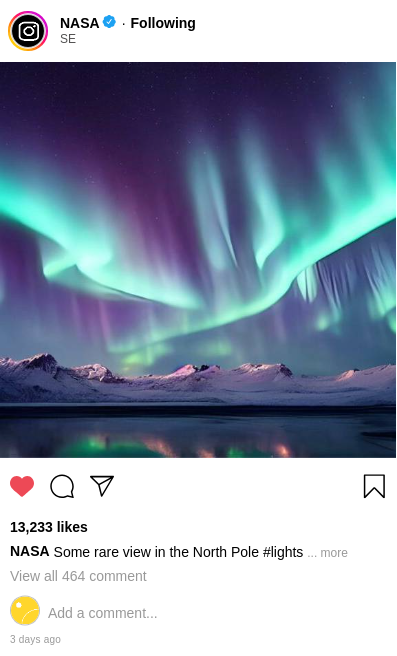 NASA · Following
SE
13,233 likes
NASA Some rare view in the North Pole #lights ... more
View all 464 comment
Add a comment...
3 days ago